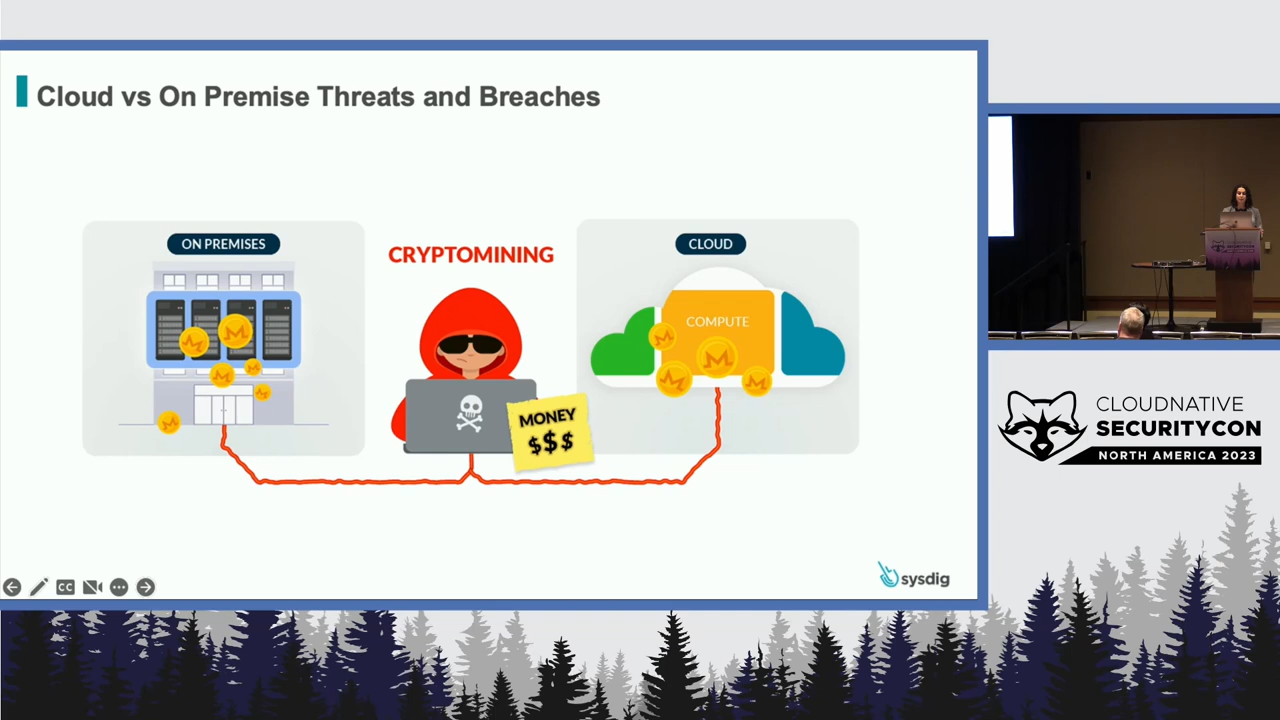 Cloud vs On Premise Threats and Breaches
ON PREMISES
CRYPTOMINING
CLOUD
COMPUTE
MONEY
$$$
sysdig
CC
CLOUDNATIVE
SECURITYCON
NORTH AMERICA 2023